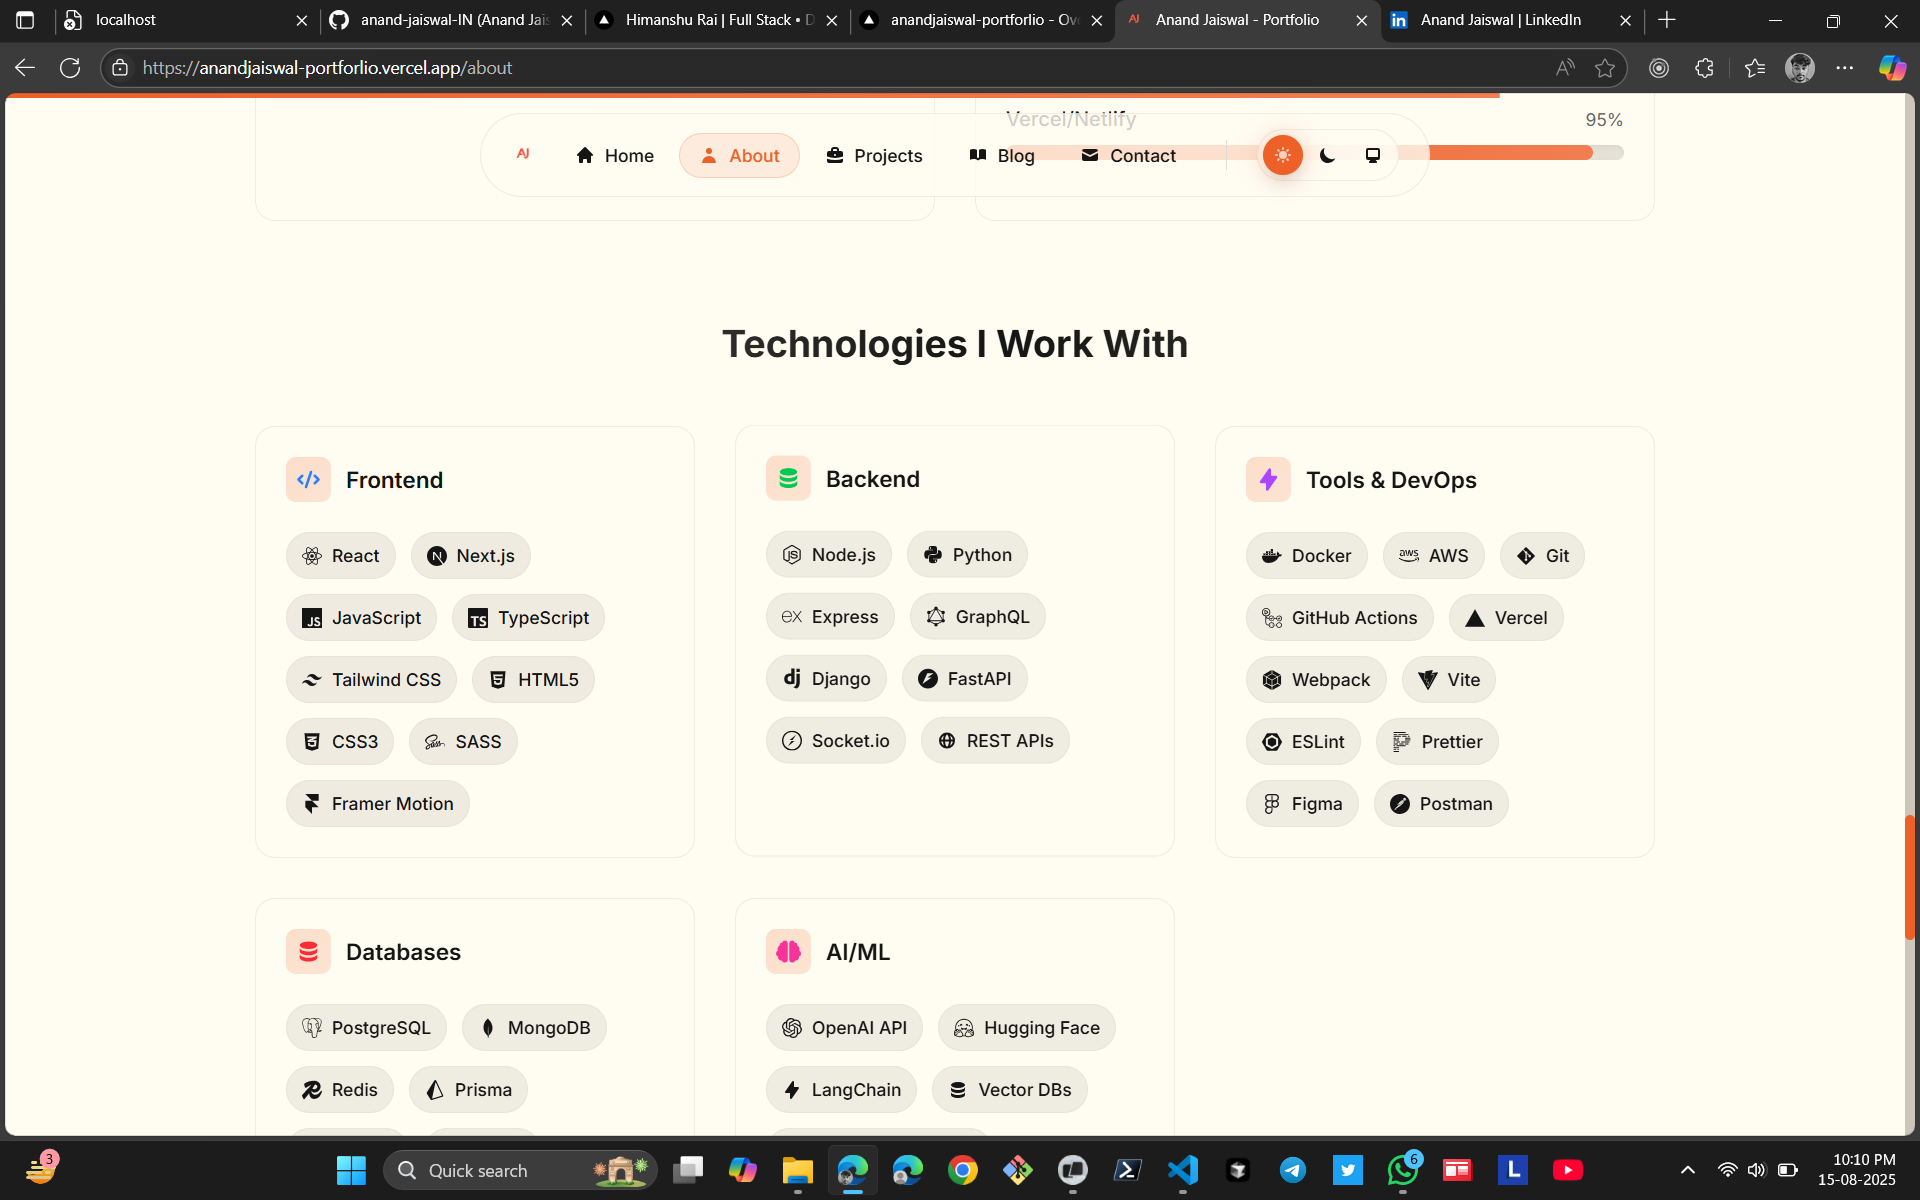 localhost
anand-jaiswal-IN (Anand Jais
Himanshu Rai | Full Stack • D
anandjaiswal-portforlio - Ove
AJ
Anand Jaiswal - Portfolio
in
Anand Jaiswal | LinkedIn
https://anandjaiswal-portforlio.vercel.app/about
Vercel/Netlify
95%
AJ
Home
About
Projects
Blog
Contact
Technologies I Work With
Frontend
React
Next.js
JavaScript
TypeScript
Tailwind CSS
HTML5
CSS3
SASS
Framer Motion
Backend
Node.js
Python
Express
GraphQL
Django
FastAPI
Socket.io
REST APIs
Tools & DevOps
Docker
AWS
Git
GitHub Actions
Vercel
Webpack
Vite
ESLint
Prettier
Figma
Postman
Databases
PostgreSQL
MongoDB
Redis
Prisma
AI/ML
OpenAI API
Hugging Face
LangChain
Vector DBs
3
Quick search
6
L
10:10 PM
15-08-2025